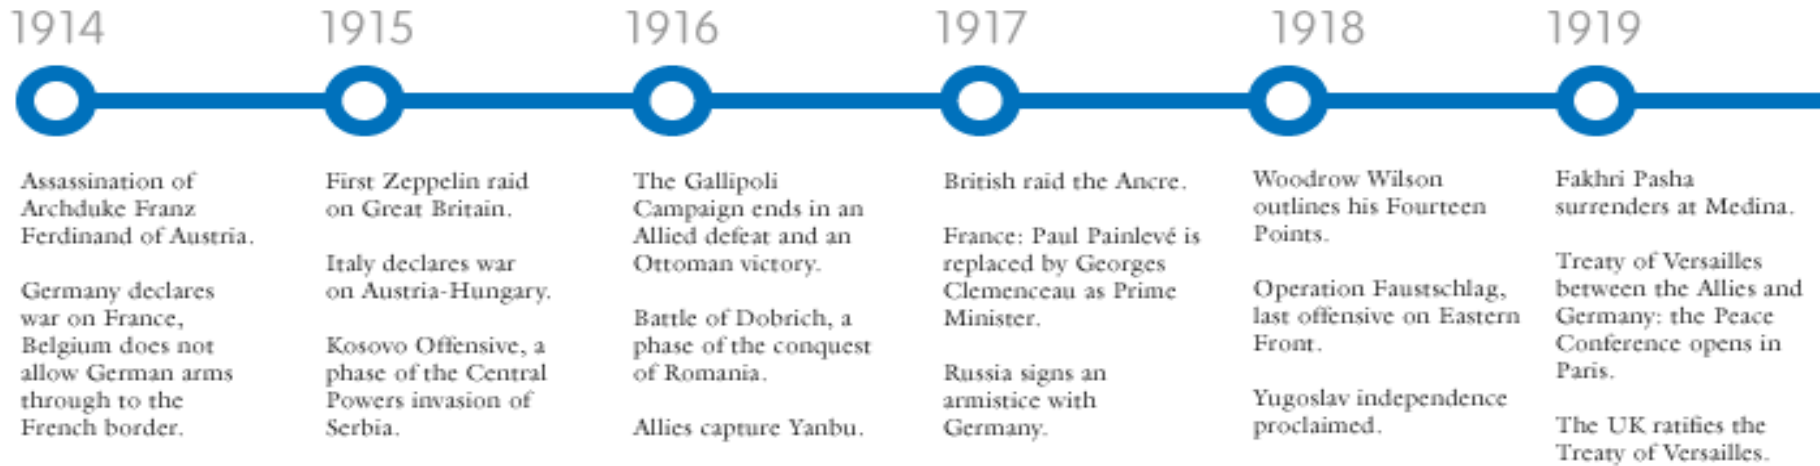 1914
Assassination of
Archduke Franz
Ferdinand of Austria.
Germany declares
war on France,
Belgium does not
allow German arms
through to the
French border.
1915
First Zeppelin raid
on Great Britain.
Italy declares war
on Austria-Hungary.
Kosovo Offensive, a
phase of the Central
Powers invasion of
Serbia.
1916
The Gallipoli
Campaign ends in an
Allied defeat and an
Ottoman victory.
Battle of Dobrich, a
phase of the conquest
of Romania.
Allies capture Yanbu.
1917
British raid the Ancre.
France: Paul Painlevé is
replaced by Georges
Clemenceau as Prime
Minister.
Russia signs an
armistice with
Germany.
1918
Woodrow Wilson
outlines his Fourteen
Points.
Operation Faustschlag,
last offensive on Eastern
Front.
Yugoslav independence
proclaimed.
1919
Fakhri Pasha
surrenders at Medina.
Treaty of Versailles
between the Allies and
Germany: the Peace
Conference opens in
Paris.
The UK ratifies the
Treaty of Versailles.